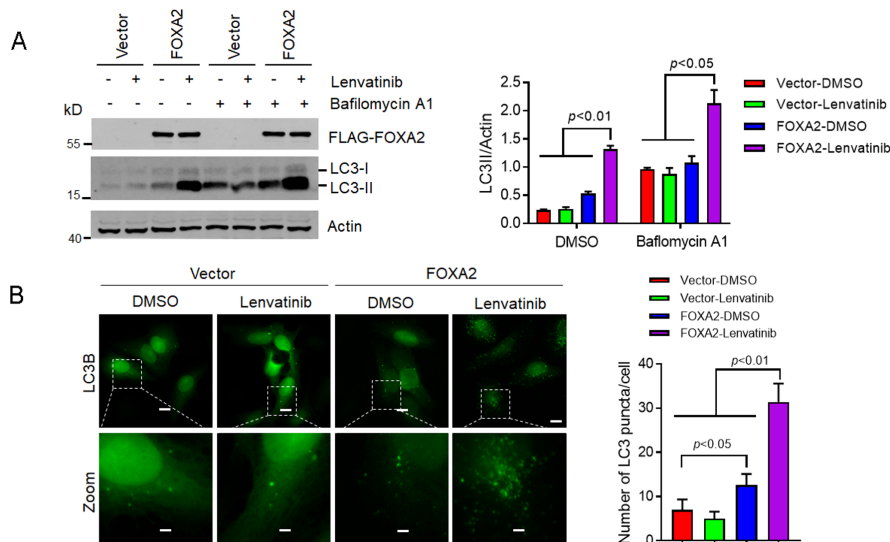 A
Vector
FOXA2
Vector
FOXA2
- + - + - + - + Lenvatinib
- - - - + + + + Bafilomycin A1
kD
55
FLAG-FOXA2
LC3-I
LC3-II
15
Actin
40
LC3II/Actin
2.5
2.0
1.5
1.0
0.5
0.0
p<0.01
p<0.05
DMSO
Baflomycin A1
Vector-DMSO
Vector-Lenvatinib
FOXA2-DMSO
FOXA2-Lenvatinib
B
Vector
FOXA2
DMSO
Lenvatinib
DMSO
Lenvatinib
LC3B
Zoom
Vector-DMSO
Vector-Lenvatinib
FOXA2-DMSO
FOXA2-Lenvatinib
Number of LC3 puncta/cell
40
30
20
10
0
p<0.01
p<0.05